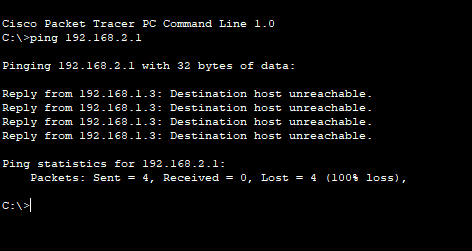 Cisco Packet Tracer PC Command Line 1.0
C:\>ping 192.168.2.1
Pinging 192.168.2.1 with 32 bytes of data:
Reply from 192.168.1.3: Destination host unreachable.
Reply from 192.168.1.3: Destination host unreachable.
Reply from 192.168.1.3: Destination host unreachable.
Reply from 192.168.1.3: Destination host unreachable.
Ping statistics for 192.168.2.1:
Packets: Sent = 4, Received = 0, Lost = 4 (100% loss),
C:\>